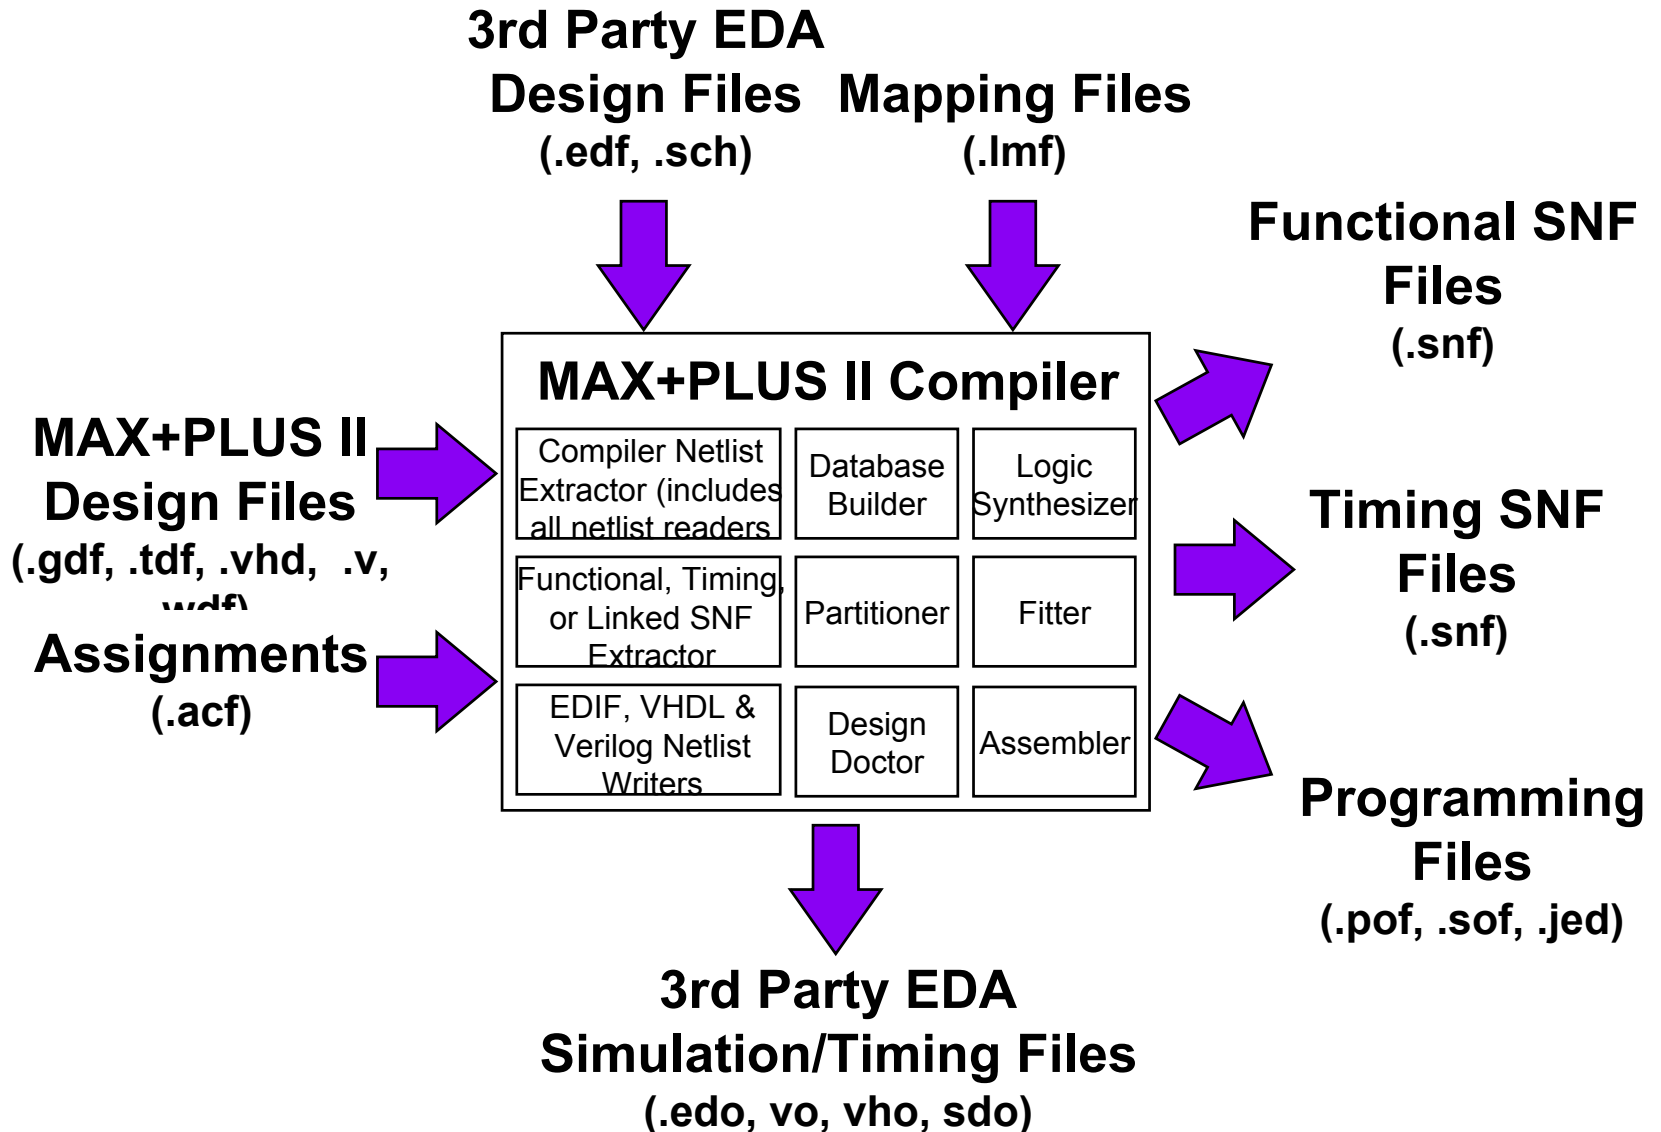 3rd Party EDA
Design Files
(.edf, .sch)
Mapping Files
(.lmf)
Functional SNF
Files
(.snf)
MAX+PLUS II
Design Files
(.gdf, .tdf, .vhd, .v,
wdf)
Assignments
(.acf)
MAX+PLUS II Compiler
Compiler Netlist
Extractor (includes
all netlist readers
Database
Builder
Logic
Synthesizer
Functional, Timing,
or Linked SNF
Extractor
Partitioner
Fitter
EDIF, VHDL &
Verilog Netlist
Writers
Design
Doctor
Assembler
Timing SNF
Files
(.snf)
Programming
Files
(.pof, .sof, .jed)
3rd Party EDA
Simulation/Timing Files
(.edo, vo, vho, sdo)